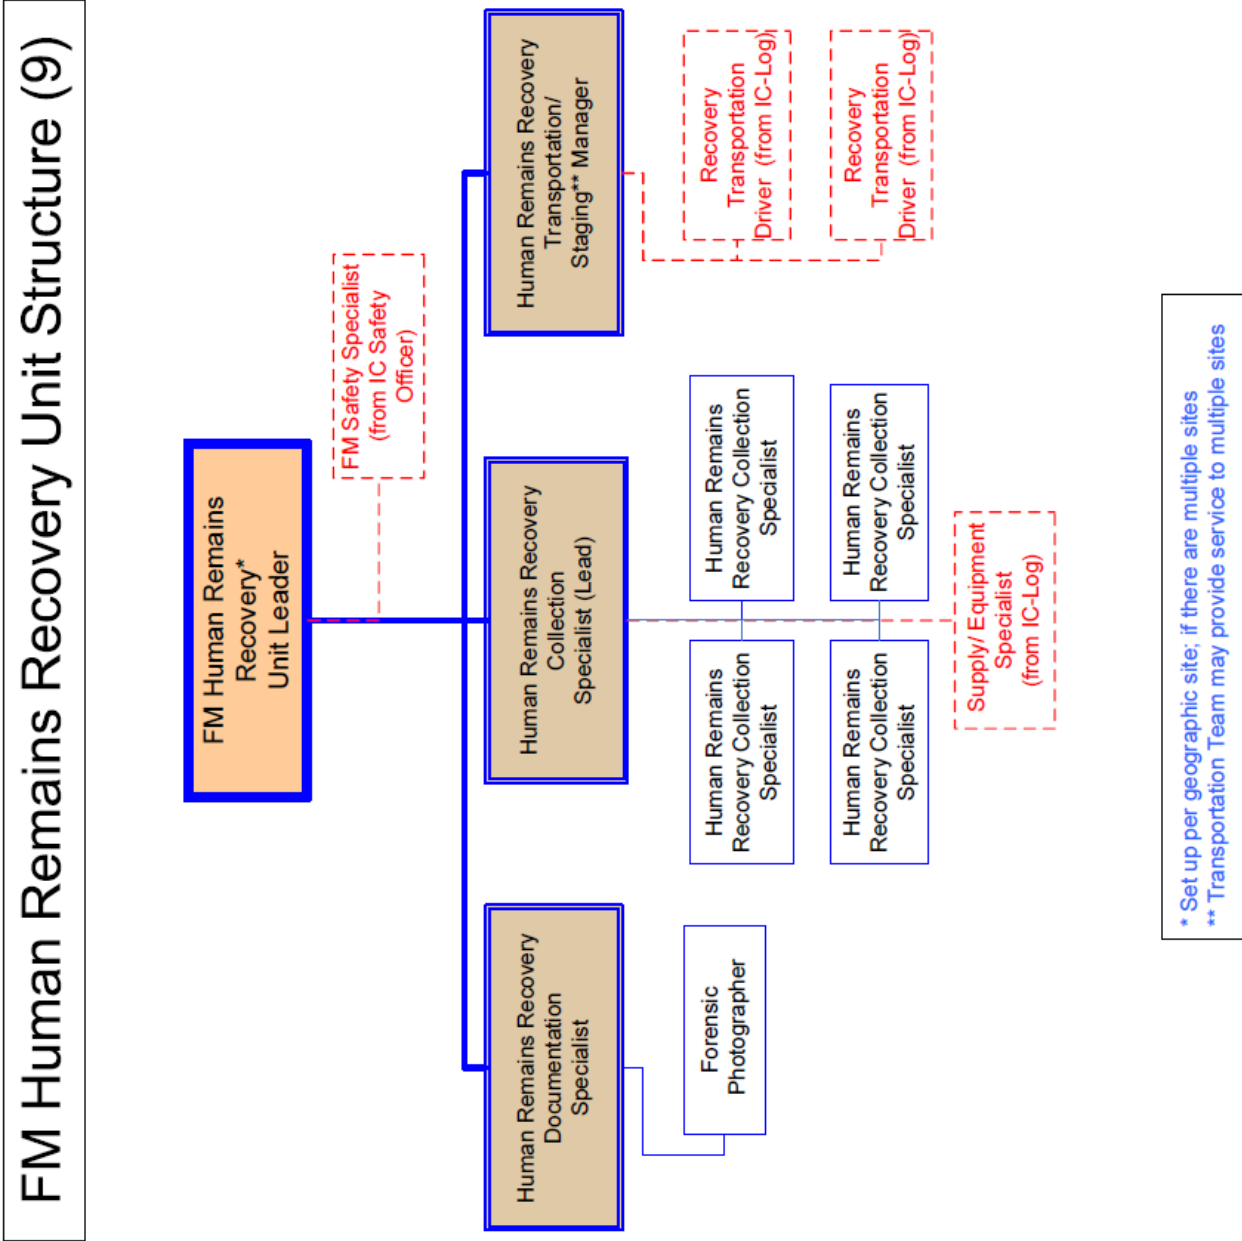 FM Human Remains Recovery Unit Structure (9)
FM Human Remains
Recovery*
Unit Leader
FM Safety Specialist
(from IC Safety
Officer)
Human Remains Recovery
Documentation
Specialist
Human Remains Recovery
Collection
Specialist (Lead)
Human Remains Recovery
Transportation/
Staging** Manager
Forensic
Photographer
Human Remains
Recovery Collection
Specialist
Human Remains
Recovery Collection
Specialist
Recovery
Transportation
Driver (from IC-Log)
Human Remains
Recovery Collection
Specialist
Human Remains
Recovery Collection
Specialist
Recovery
Transportation
Driver (from IC-Log)
Supply/ Equipment
Specialist
(from IC-Log)
* Set up per geographic site; if there are multiple sites
** Transportation Team may provide service to multiple sites